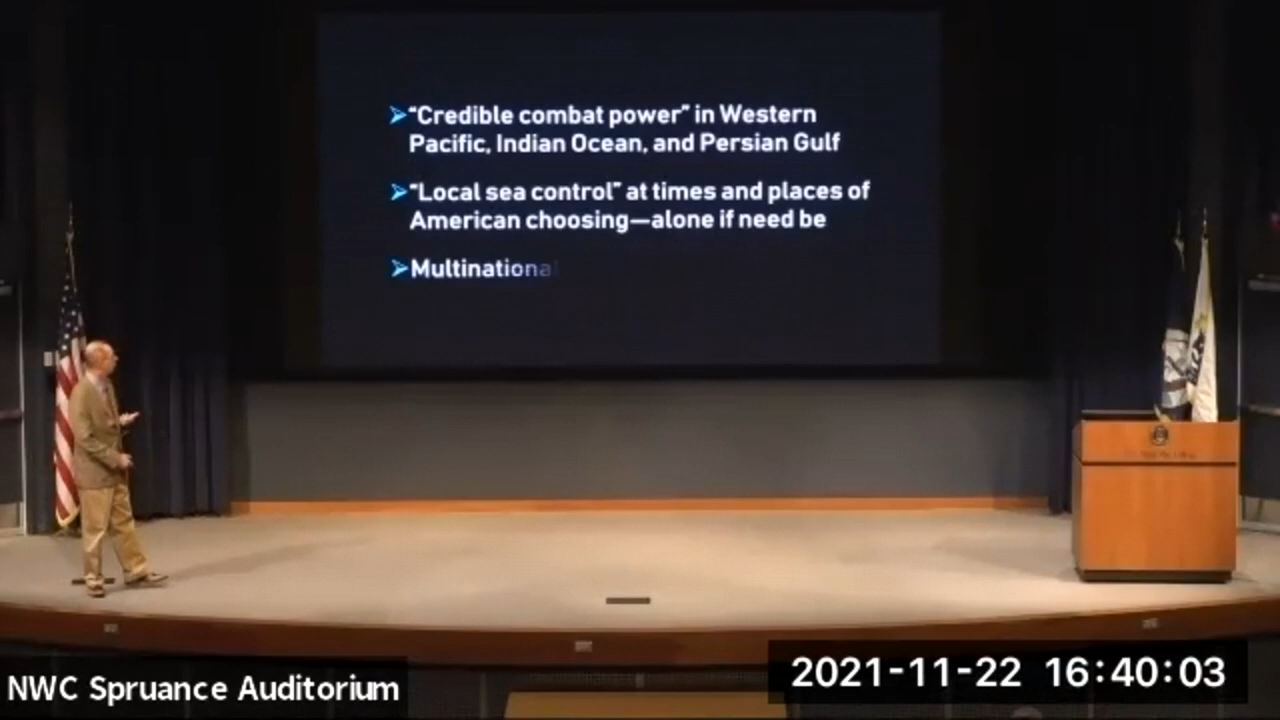 ➢“Credible combat power” in Western
Pacific, Indian Ocean, and Persian Gulf
➢“Local sea control” at times and places of
American choosing—alone if need be
➢Multinational
NWC Spruance Auditorium
2021-11-22 16:40:03